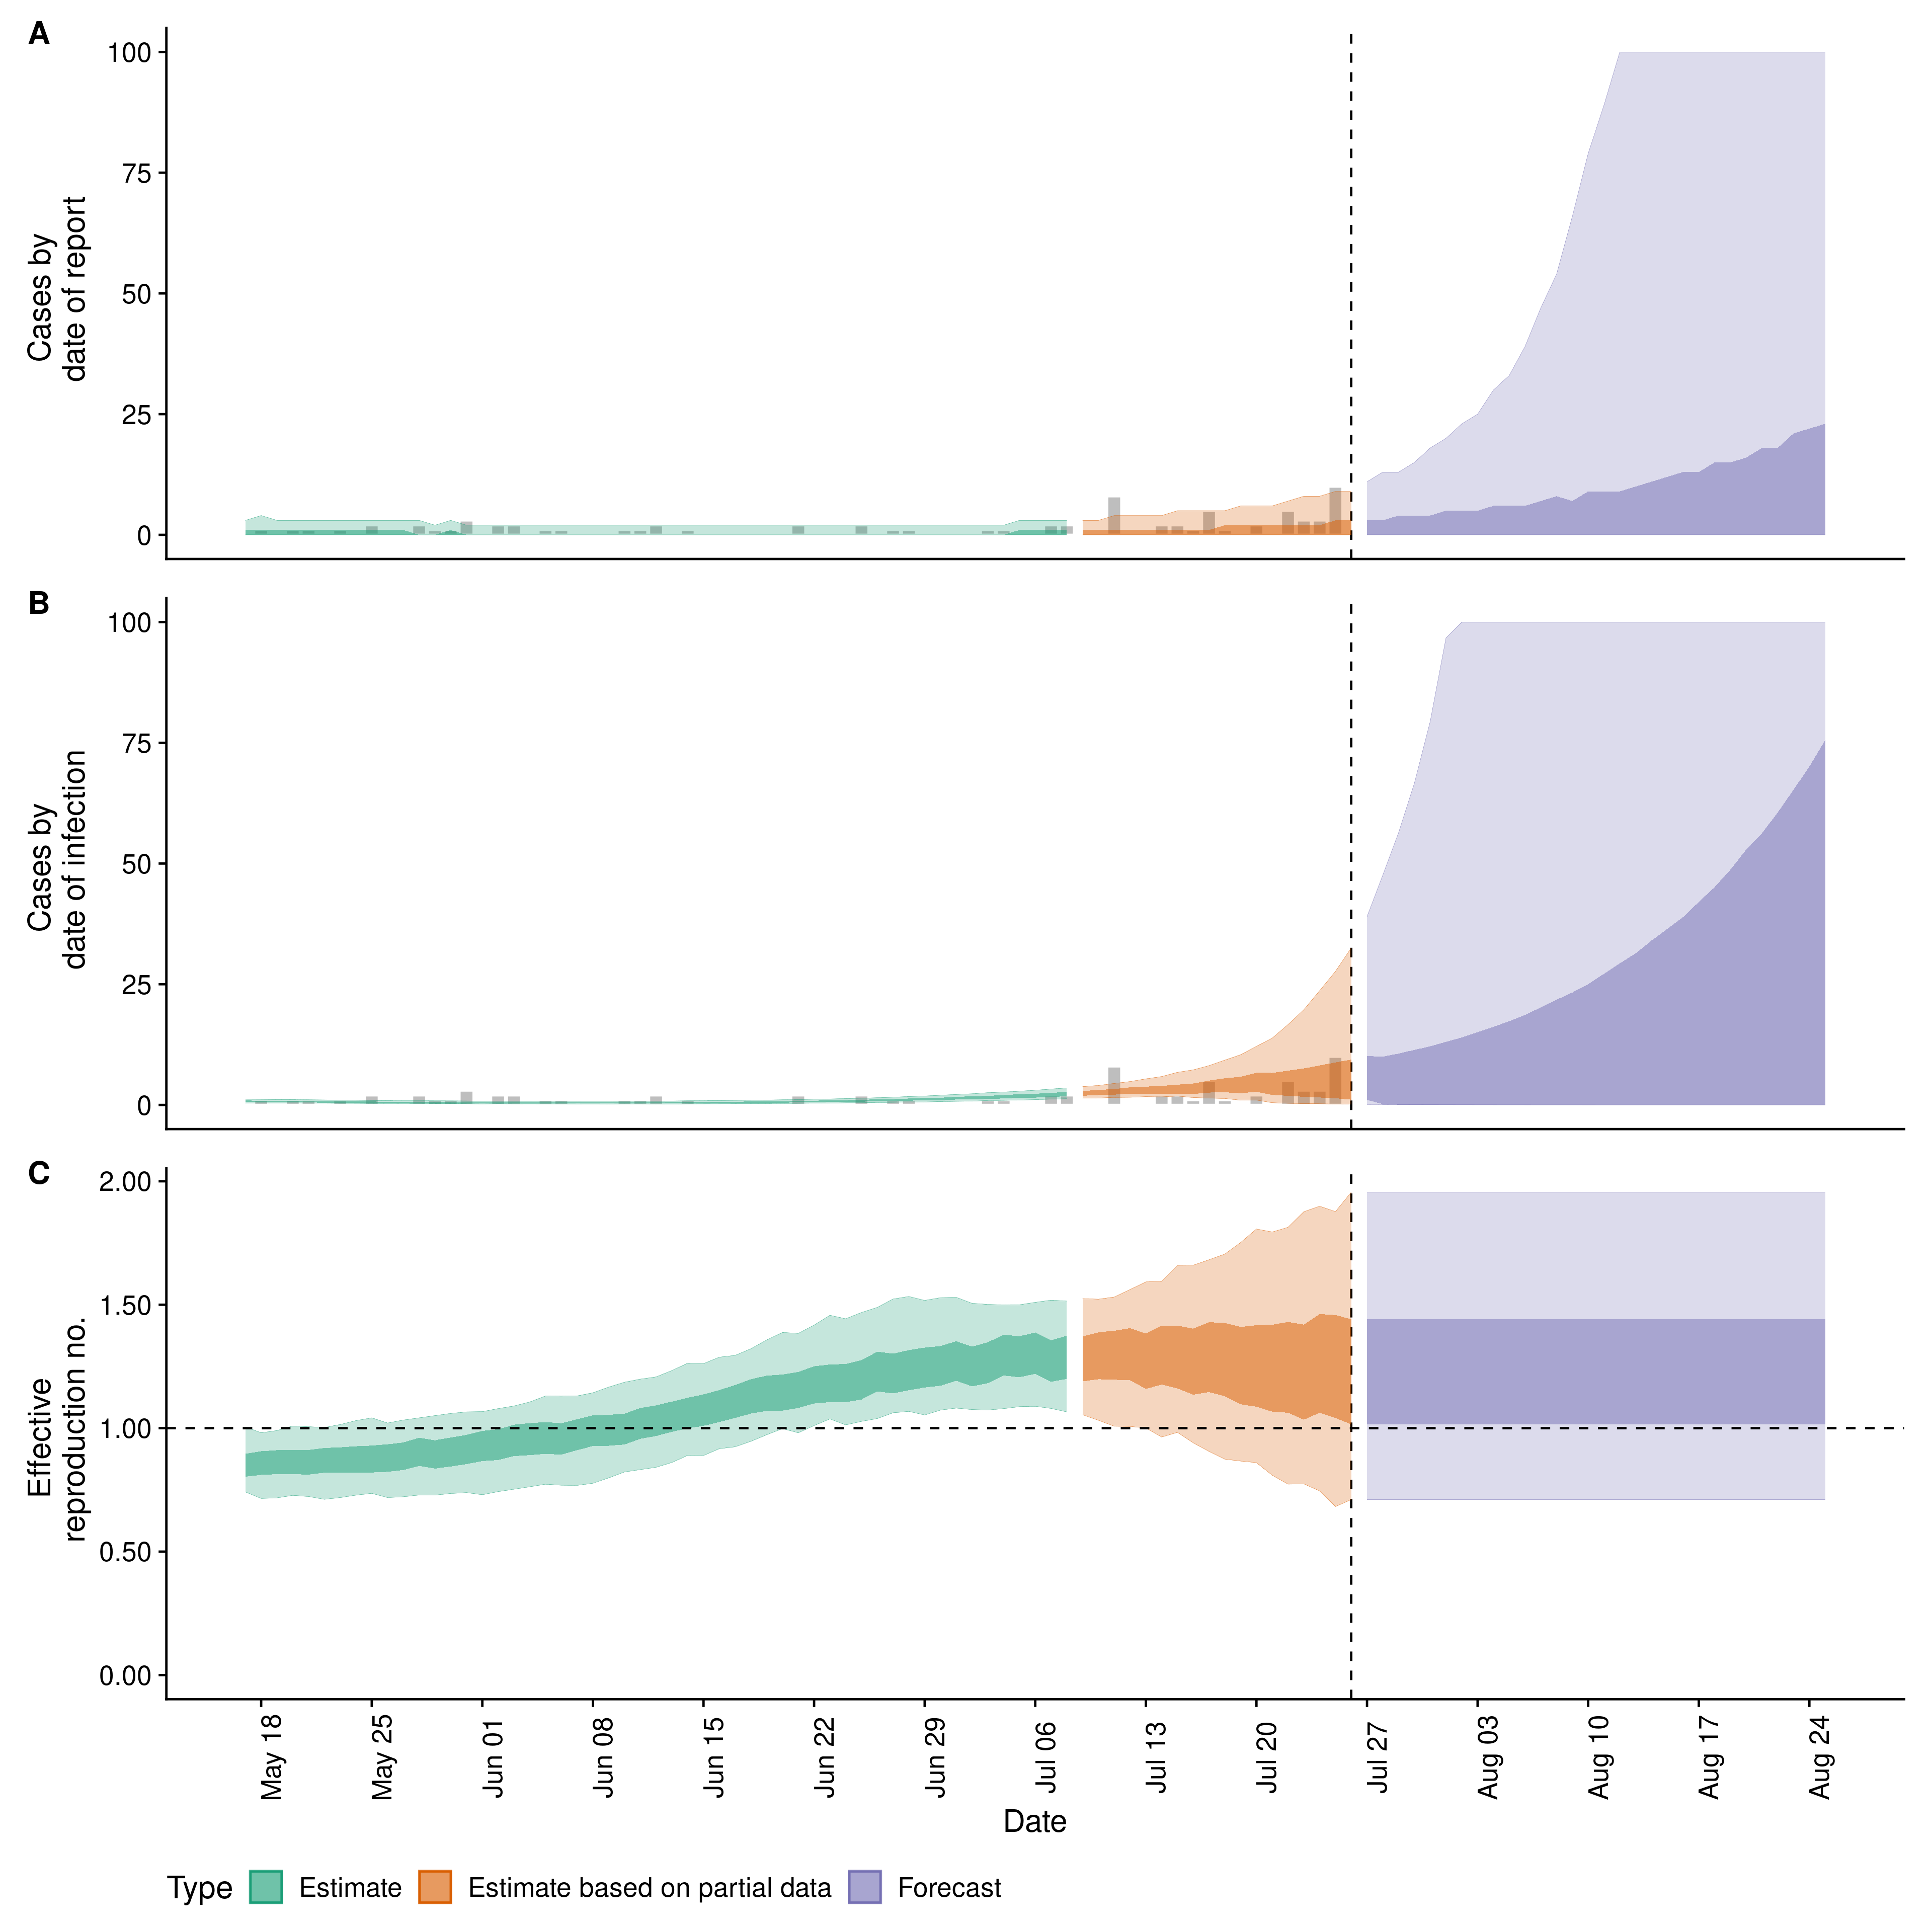 A
100
75
50
25
0
Cases by
date of report
B
100
75
50
25
0
Cases by
date of infection
C
2.00
1.50
1.00
0.50
0.00
Effective
reproduction no.
May 18
May 25
Jun 01
Jun 08
Jun 15
Jun 22
Jun 29
Jul 06
Jul 13
Jul 20
Jul 27
Aug 03
Aug 10
Aug 17
Aug 24
Date
Type Estimate Estimate based on partial data Forecast